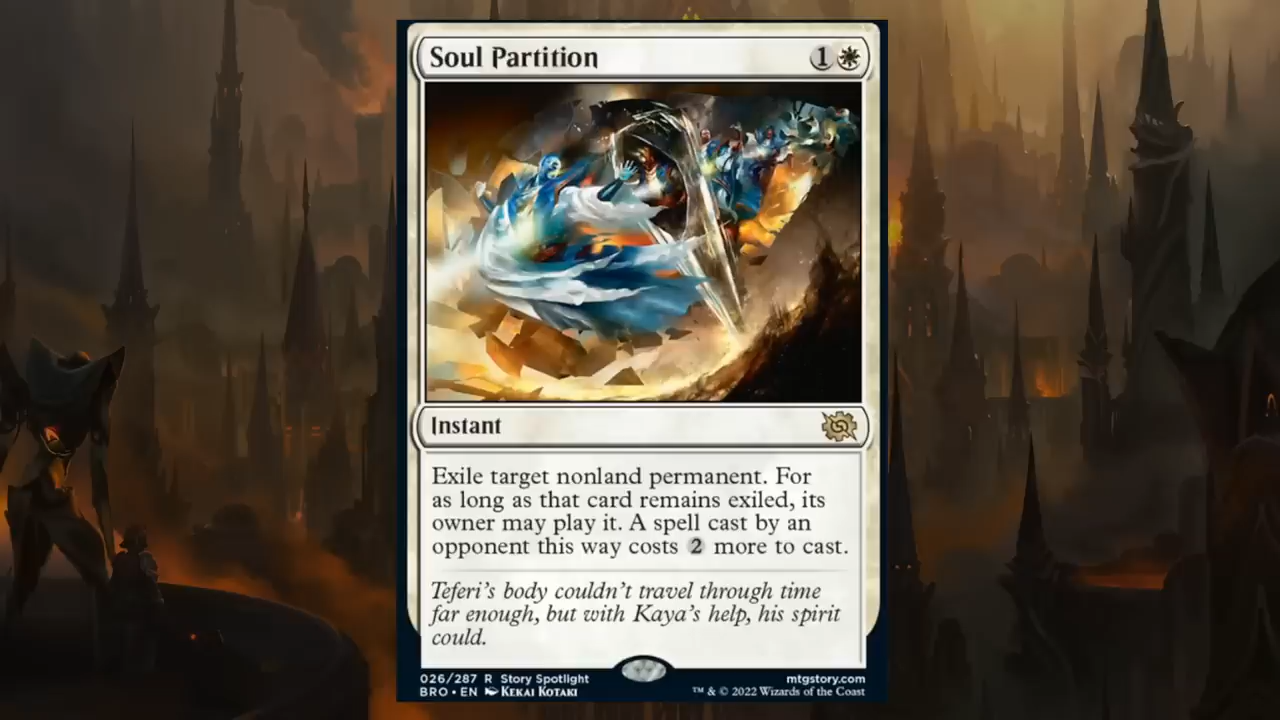 Soul Partition 1
Instant
Exile target nonland permanent. For
as long as that card remains exiled, its
owner may play it. A spell cast by an
opponent this way costs 2 more to cast.
Teferi's body couldn't travel through time
far enough, but with Kaya's help, his spirit
could.
026/287 R Story Spotlight mtgstory.com
BRO • EN Kekai Kotaki ™ & © 2022 Wizards of the Coast